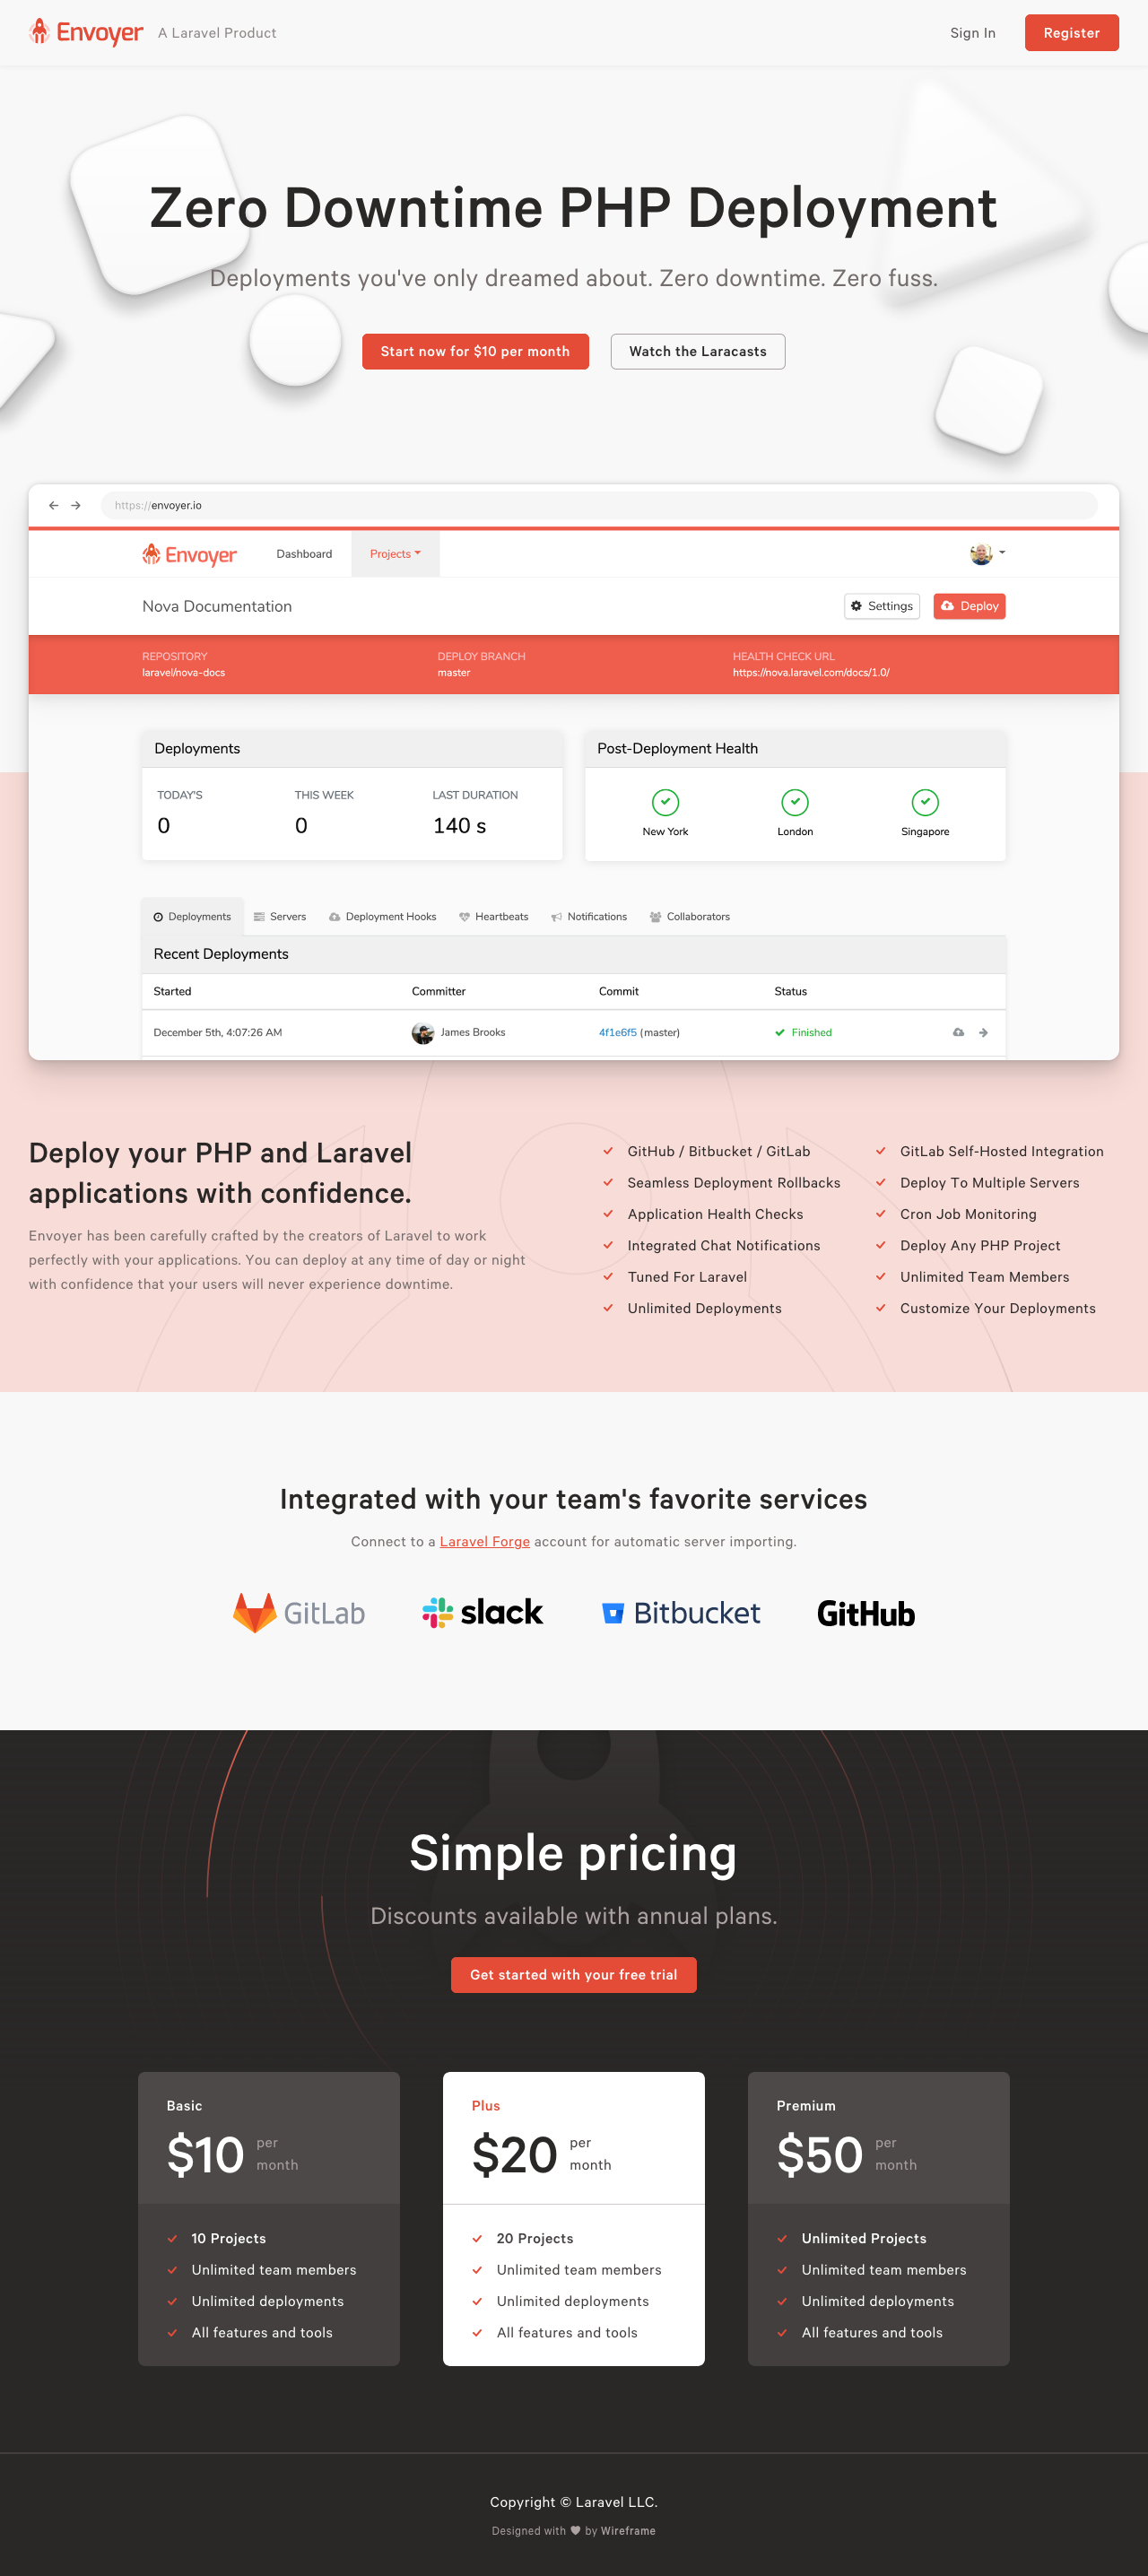 Envoyer A Laravel Product Sign In Register
Zero Downtime PHP Deployment
Deployments you've only dreamed about. Zero downtime. Zero fuss.
Start now for $10 per month Watch the Laracasts
https://envoyer.io
Envoyer Dashboard Projects
Nova Documentation Settings Deploy
REPOSITORY DEPLOY BRANCH HEALTH CHECK URL
laravel/nova-docs master https://nova.laravel.com/docs/1.0/
Deployments Post-Deployment Health
TODAY'S THIS WEEK LAST DURATION
0 0 140 s
New York London Singapore
Deployments Servers Deployment Hooks Heartbeats Notifications Collaborators
Recent Deployments
Started Committer Commit Status
December 5th, 4:07:26 AM James Brooks 4f1e6f5 (master) Finished
Deploy your PHP and Laravel
applications with confidence.
Envoyer has been carefully crafted by the creators of Laravel to work
perfectly with your applications. You can deploy at any time of day or night
with confidence that your users will never experience downtime.
GitHub / Bitbucket / GitLab
Seamless Deployment Rollbacks
Application Health Checks
Integrated Chat Notifications
Tuned For Laravel
Unlimited Deployments
GitLab Self-Hosted Integration
Deploy To Multiple Servers
Cron Job Monitoring
Deploy Any PHP Project
Unlimited Team Members
Customize Your Deployments
Integrated with your team's favorite services
Connect to a Laravel Forge account for automatic server importing.
GitLab slack Bitbucket GitHub
Simple pricing
Discounts available with annual plans.
Get started with your free trial
Basic
$10 per
month
10 Projects
Unlimited team members
Unlimited deployments
All features and tools
Plus
$20 per
month
20 Projects
Unlimited team members
Unlimited deployments
All features and tools
Premium
$50 per
month
Unlimited Projects
Unlimited team members
Unlimited deployments
All features and tools
Copyright © Laravel LLC.
Designed with ♥ by Wireframe